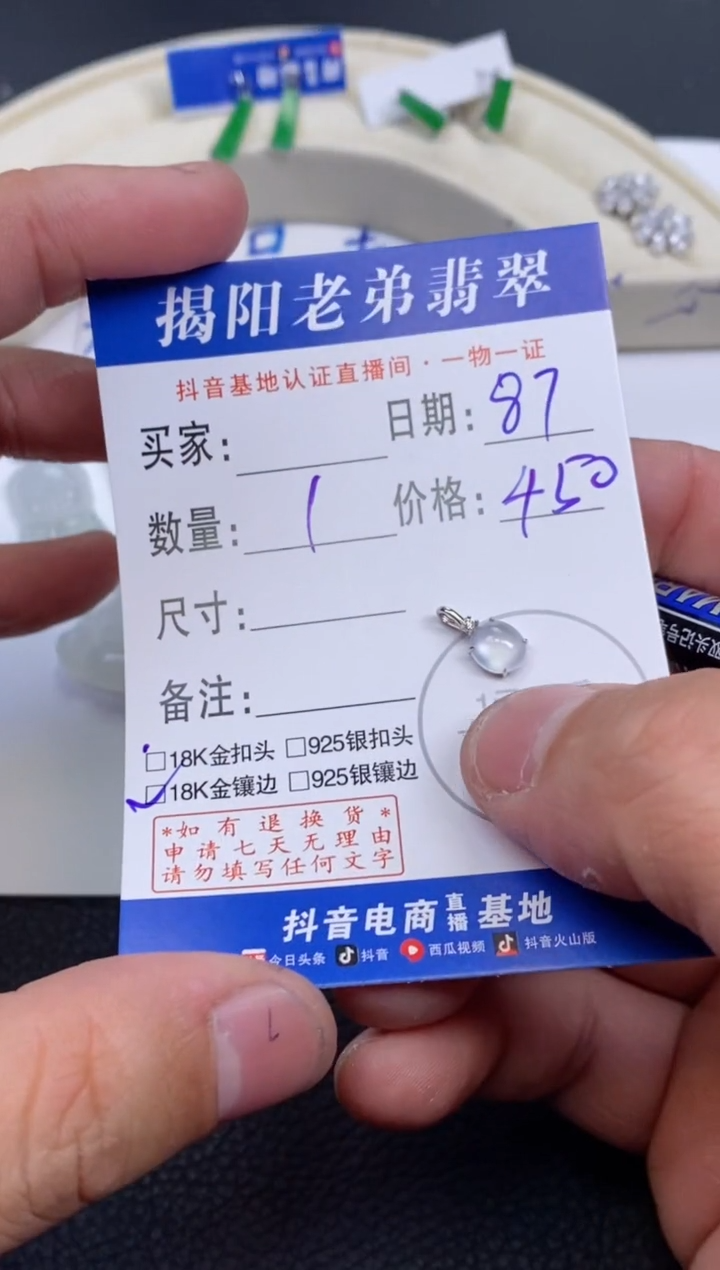 揭阳老弟翡翠
抖音基地认证直播间·一物一证
买家: 日期: 87
数量: 1 价格: 450
尺寸:
备注:
□18K金扣头 □925银扣头
□18K金镶边 □925银镶边
*如有退换货*
申请七天无理由
请勿填写任何文字
抖音电商直播基地
今日头条 抖音 西瓜视频 抖音火山版
双头记号笔